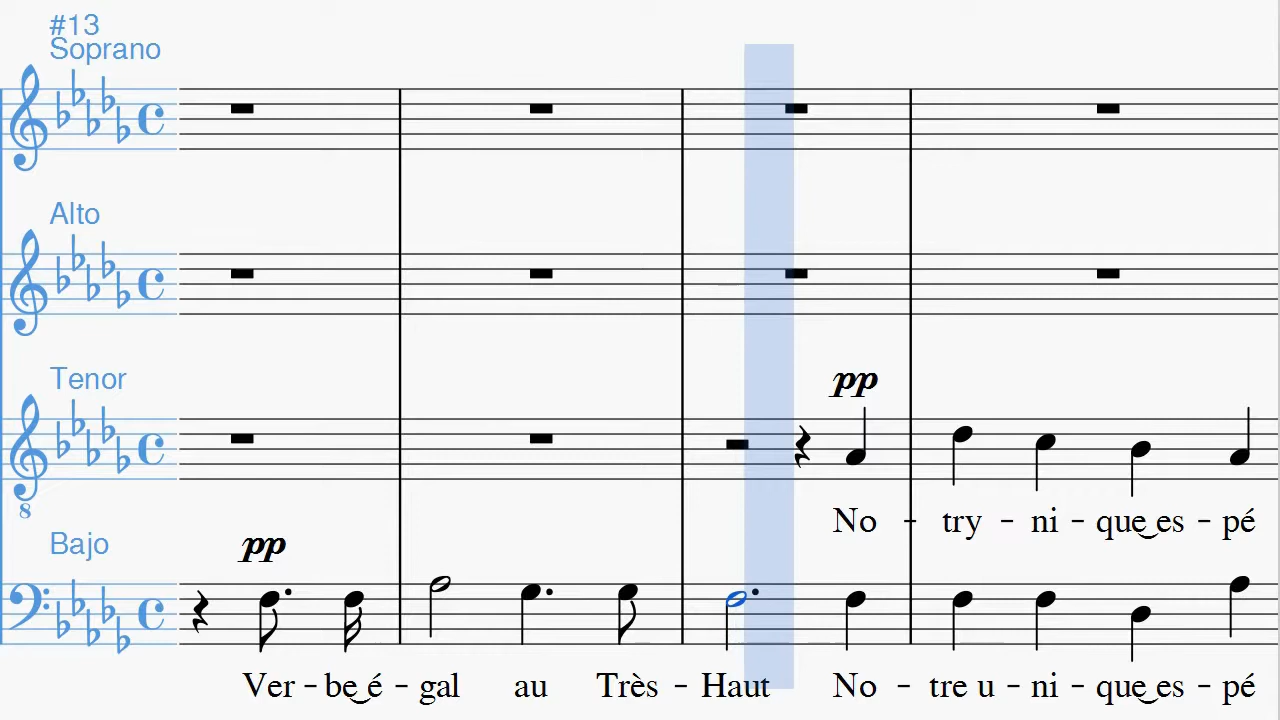 #13
Soprano
Alto
Tenor
pp
No - try - ni - que es - pé
8
Bajo
pp
Ver - be é - gal au Très - Haut No - tre u - ni - que es - pé